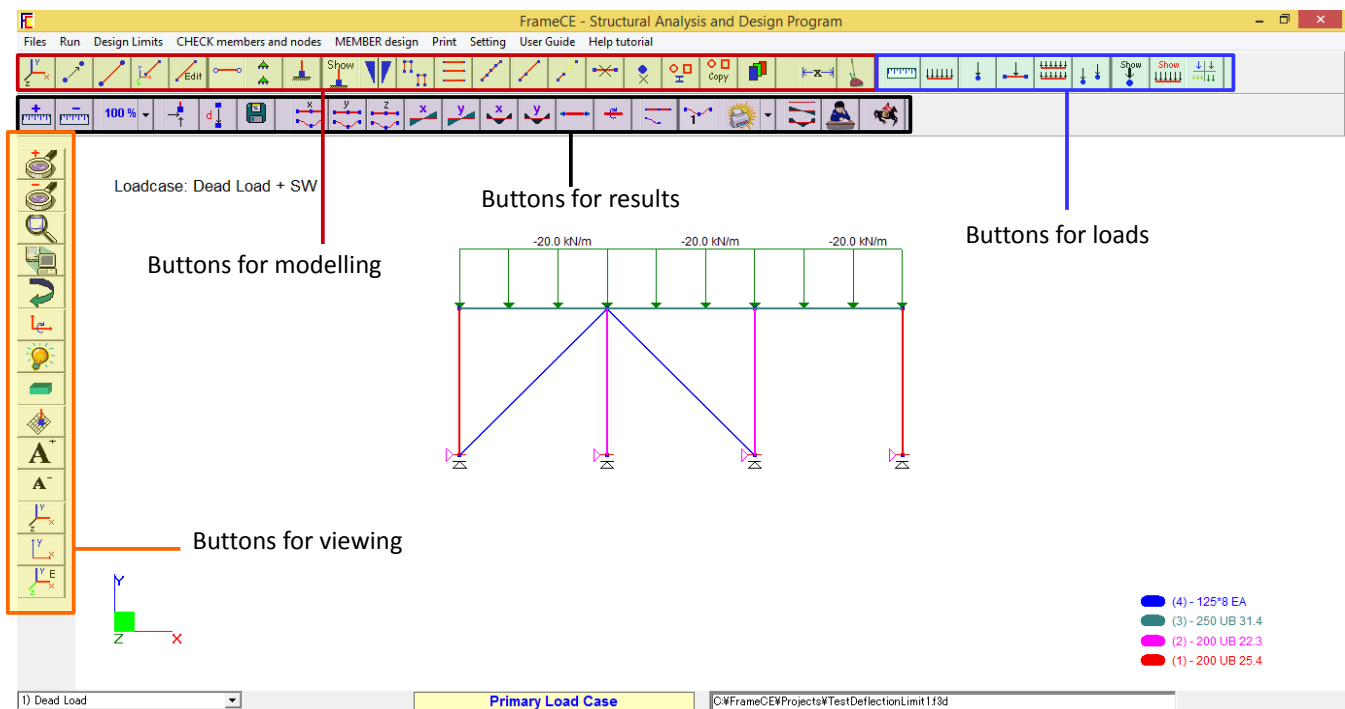 FrameCE - Structural Analysis and Design Program
Files Run Design Limits CHECK members and nodes MEMBER design Print Setting User Guide Help tutorial
Y X Z Edit Show Copy Copy X Show Show
+ − 100 % d x y z x y x y 1
Loadcase: Dead Load + SW
Buttons for results
Buttons for loads
Buttons for modelling
-20.0 kN/m -20.0 kN/m -20.0 kN/m
A+
A-
Y X Z
Buttons for viewing
Y X
Y E X Z
Y
Z X
(4) - 125*8 EA
(3) - 250 UB 31.4
(2) - 200 UB 22.3
(1) - 200 UB 25.4
1) Dead Load
Primary Load Case
C:¥FrameCE¥Projects¥TestDeflectionLimit1.f3d